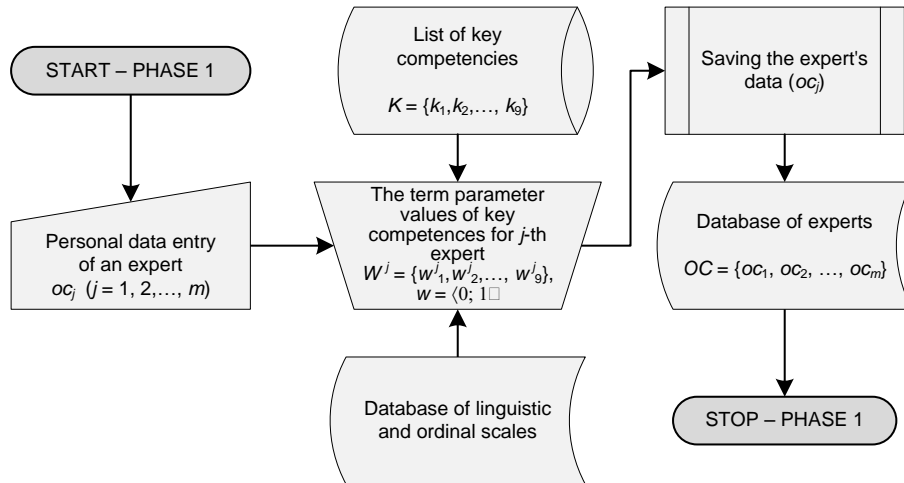 START – PHASE 1
List of key
competencies
K = {k₁,k₂,…, k₉}
Saving the expert's
data (ocⱼ)
Personal data entry
of an expert
ocⱼ (j = 1, 2,…, m)
The term parameter
values of key
competences for j-th
expert
Wʲ = {wʲ₁,wʲ₂,…, wʲ₉},
w = ⟨0; 1□
Database of experts
OC = {oc₁, oc₂, …, ocₘ}
Database of linguistic
and ordinal scales
STOP – PHASE 1